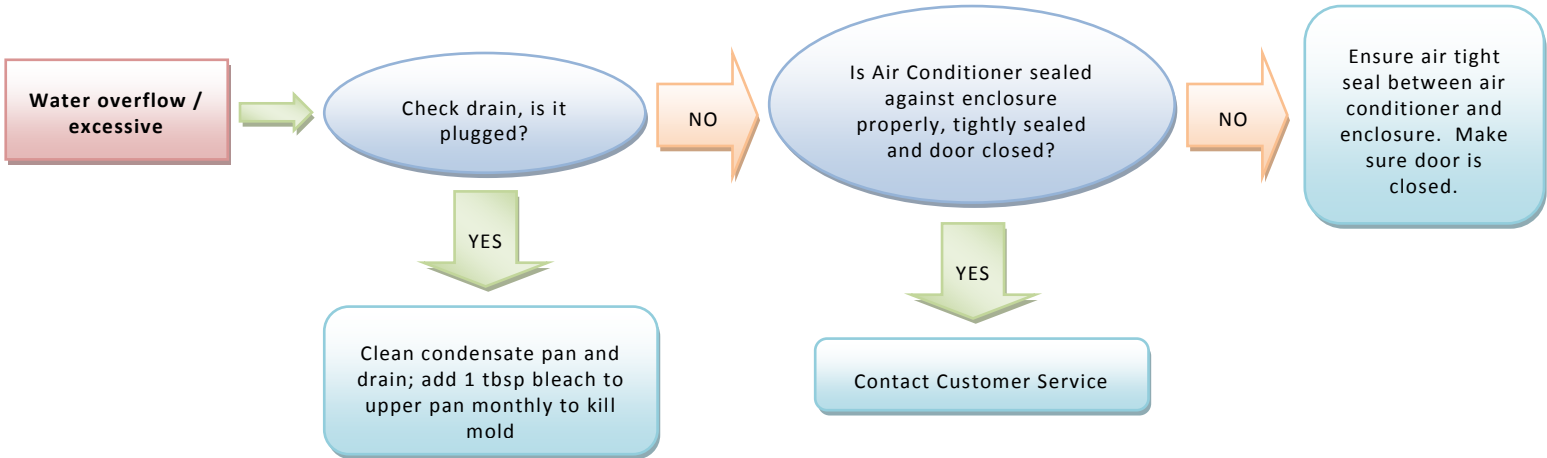 Water overflow /
excessive
Check drain, is it
plugged?
NO
Is Air Conditioner sealed
against enclosure
properly, tightly sealed
and door closed?
NO
Ensure air tight
seal between air
conditioner and
enclosure.  Make
sure door is
closed.
YES
YES
Clean condensate pan and
drain; add 1 tbsp bleach to
upper pan monthly to kill
mold
Contact Customer Service